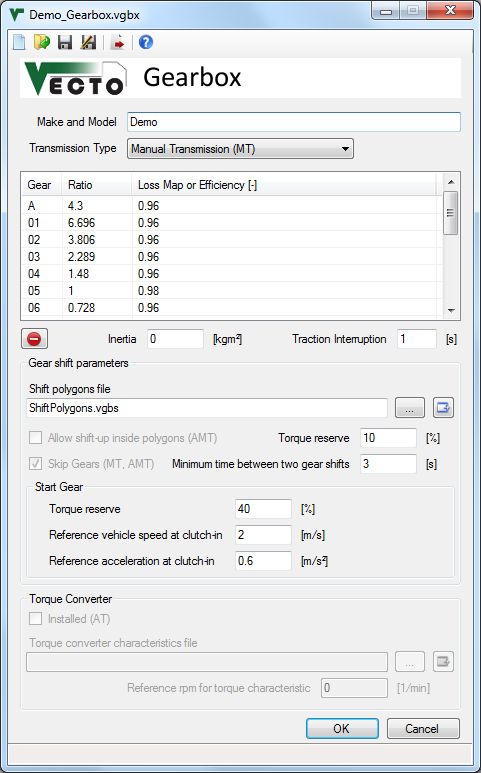 Demo_Gearbox.vgbx
VECTO Gearbox
Make and Model Demo
Transmission Type Manual Transmission (MT)
Gear Ratio Loss Map or Efficiency [-]
A 4.3 0.96
01 6.696 0.96
02 3.806 0.96
03 2.289 0.96
04 1.48 0.96
05 1 0.98
06 0.728 0.96
Inertia 0 [kgm²] Traction Interruption 1 [s]
Gear shift parameters
Shift polygons file
ShiftPolygons.vgbs ...
Allow shift-up inside polygons (AMT) Torque reserve 10 [%]
Skip Gears (MT, AMT) Minimum time between two gear shifts 3 [s]
Start Gear
Torque reserve 40 [%]
Reference vehicle speed at clutch-in 2 [m/s]
Reference acceleration at clutch-in 0.6 [m/s²]
Torque Converter
Installed (AT)
Torque converter characteristics file
...
Reference rpm for torque characteristic 0 [1/min]
OK Cancel